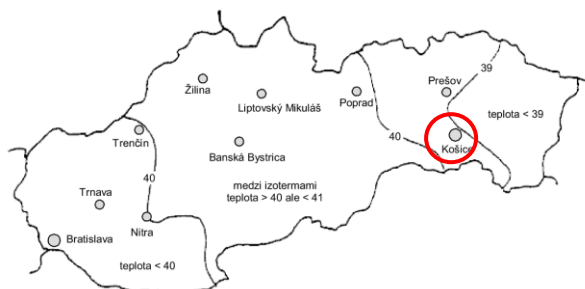 39
Žilina
Prešov
Liptovský Mikuláš
Poprad
teplota < 39
Trenčín
40
Košice
Banská Bystrica
40
medzi izotermami
teplota > 40 ale < 41
Trnava
Nitra
Bratislava
teplota < 40